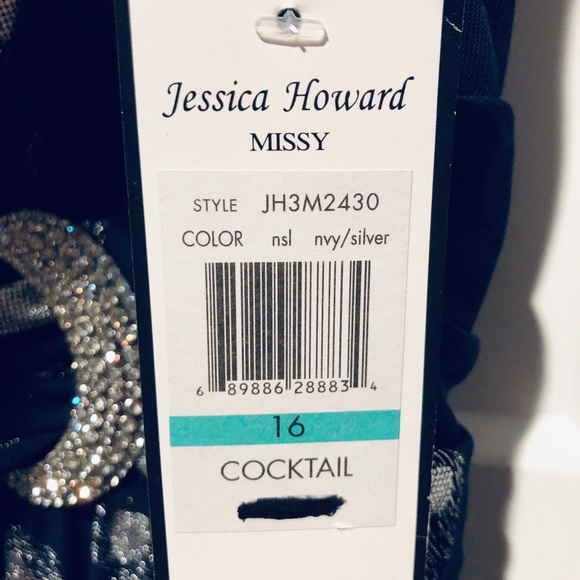 Jessica Howard
MISSY
STYLE JH3M2430
COLOR nsl nvy/silver
6 89886 28883 4
16
COCKTAIL